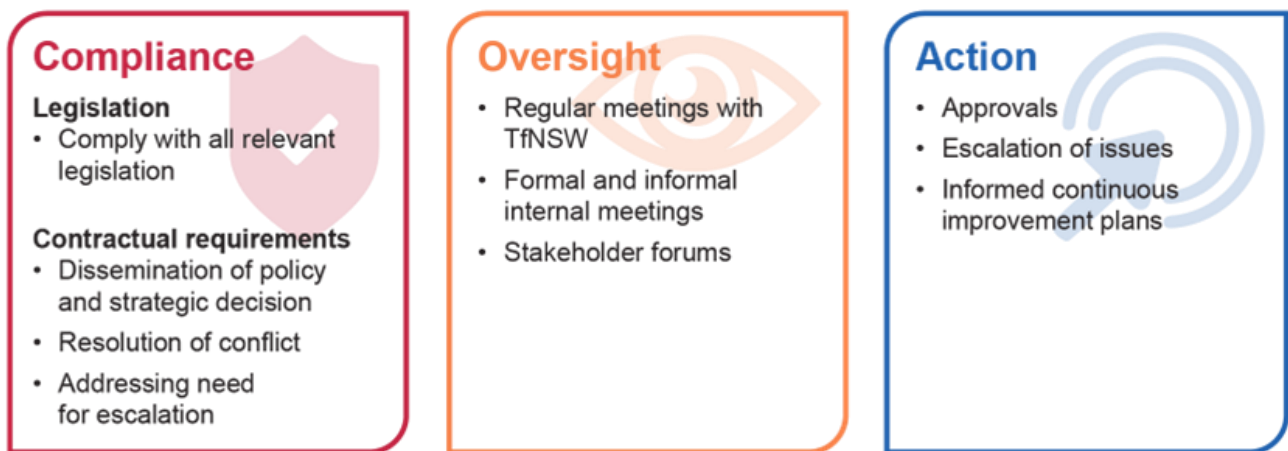 Compliance
Legislation
• Comply with all relevant
legislation
Contractual requirements
• Dissemination of policy
and strategic decision
• Resolution of conflict
• Addressing need
for escalation
Oversight
• Regular meetings with
TfNSW
• Formal and informal
internal meetings
• Stakeholder forums
Action
• Approvals
• Escalation of issues
• Informed continuous
improvement plans